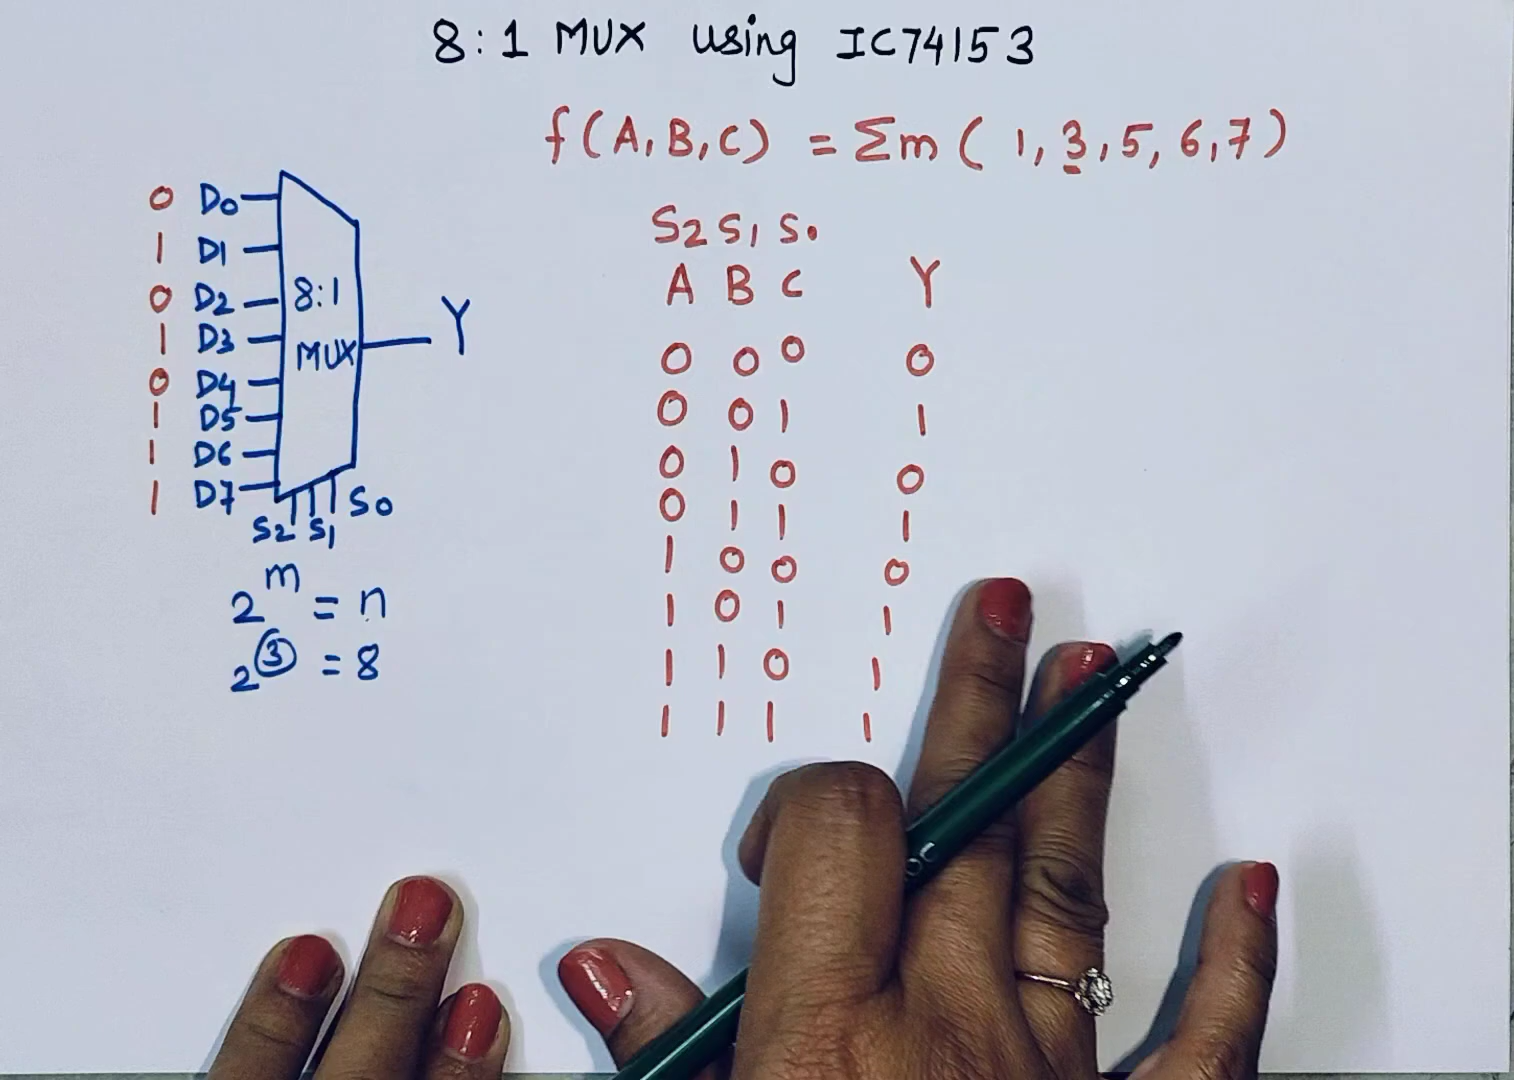 8:1 MUX using IC74153
f(A,B,C) = Σm( 1,3,5,6,7)
0 D0
1 D1
0 D2
1 D3
0 D4
1 D5
1 D6
1 D7
8:1
MUX
Y
S2 S1 S0
2^m = n
2^3 = 8
S2 S1 S0
A B C Y
0 0 0 0
0 0 1 1
0 1 0 0
0 1 1 1
1 0 0 0
1 0 1 1
1 1 0 1
1 1 1 1